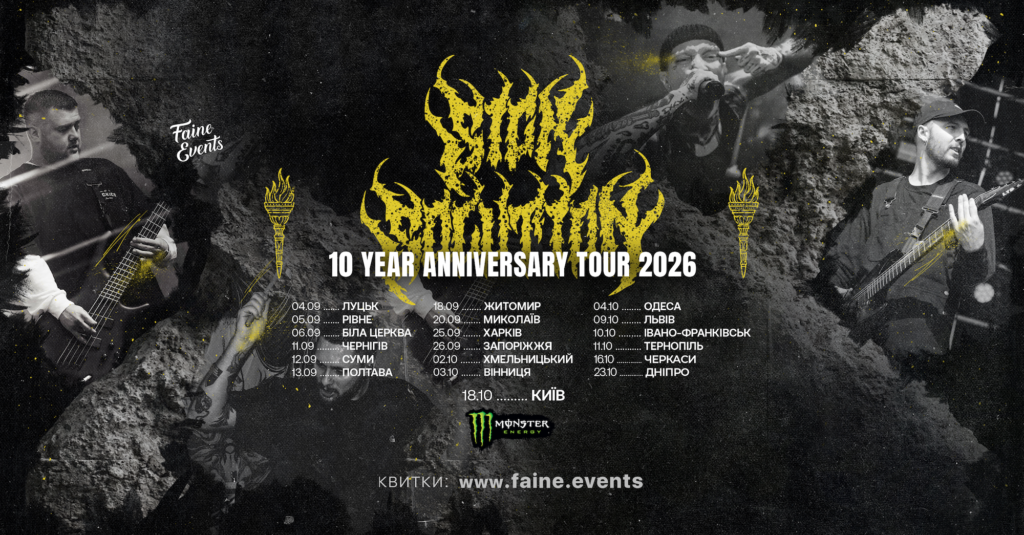 Faine
Events
SIGN
SOLUTION
10 YEAR ANNIVERSARY TOUR 2026
04.09 ...... ЛУЦЬК
05.09 ....... РІВНЕ
06.09 ...... БІЛА ЦЕРКВА
11.09 ......... ЧЕРНІГІВ
12.09 ........ СУМИ
13.09 ....... ПОЛТАВА
18.09 ........ ЖИТОМИР
20.09 ........ МИКОЛАЇВ
25.09 ........ ХАРКІВ
26.09 ........ ЗАПОРІЖЖЯ
02.10 ......... ХМЕЛЬНИЦЬКИЙ
03.10 ......... ВІННИЦЯ
04.10 ........ ОДЕСА
09.10 ........ ЛЬВІВ
10.10 ......... ІВАНО-ФРАНКІВСЬК
11.10 .......... ТЕРНОПІЛЬ
16.10 ......... ЧЕРКАСИ
23.10 .......... ДНІПРО
18.10 ......... КИЇВ
MONSTER
ENERGY
КВИТКИ: www.faine.events